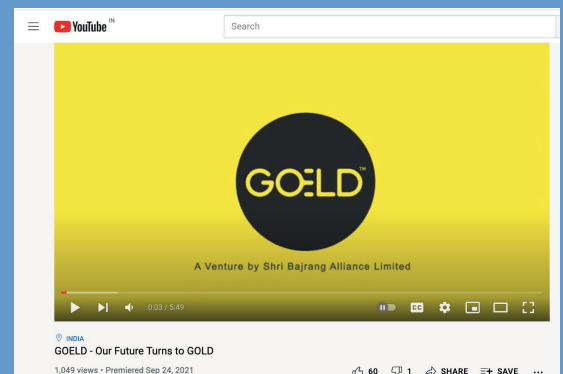 YouTube IN
Search
GOELD™
A Venture by Shri Bajrang Alliance Limited
0:03 / 5:49
CC
INDIA
GOELD - Our Future Turns to GOLD
1,049 views • Premiered Sep 24, 2021
60 1 SHARE SAVE ...